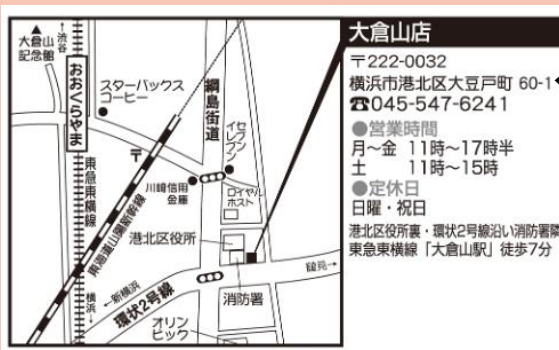 大倉山
記念館
渋谷
おおくらやま
スターバックス
コーヒー
綱島街道
セブン
イレブン
〒
川崎信用
金庫
ロイヤル
ホスト
東急東横線
東海道山陽新幹線
港北区役所
鶴見→
←新横浜
環状2号線
消防署
横浜
オリン
ピック
大倉山店
〒222-0032
横浜市港北区大豆戸町 60-1
☎045-547-6241
●営業時間
月〜金 11時〜17時半
土 11時〜15時
●定休日
日曜・祝日
港北区役所裏・環状2号線沿い消防署隣
東急東横線「大倉山駅」徒歩7分